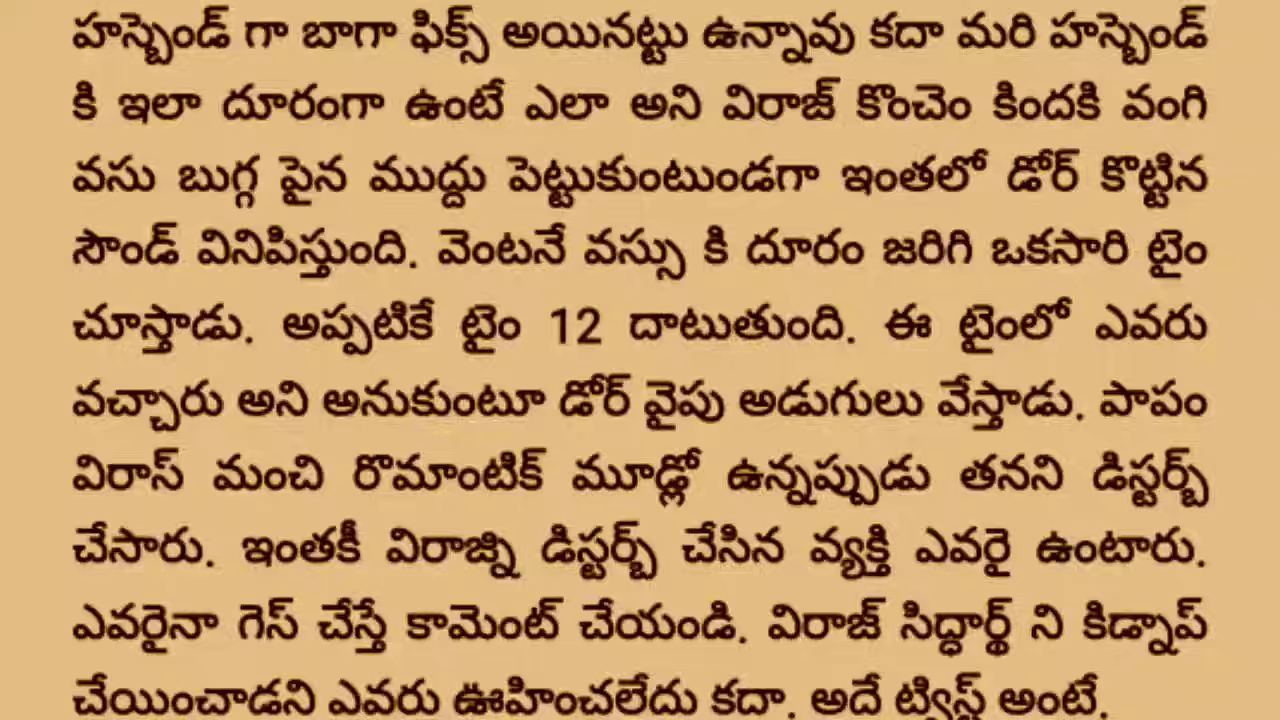 హస్బెండ్ గా బాగా ఫిక్స్ అయినట్టు ఉన్నావు కదా మరి హస్బెండ్
కి ఇలా దూరంగా ఉంటే ఎలా అని విరాజ్ కొంచెం కిందకి వంగి
వసు బుగ్గ పైన ముద్దు పెట్టుకుంటుండగా ఇంతలో డోర్ కొట్టిన
సౌండ్ వినిపిస్తుంది. వెంటనే వస్సు కి దూరం జరిగి ఒకసారి టైం
చూస్తాడు. అప్పటికే టైం 12 దాటుతుంది. ఈ టైంలో ఎవరు
వచ్చారు అని అనుకుంటూ డోర్ వైపు అడుగులు వేస్తాడు. పాపం
విరాస్ మంచి రొమాంటిక్ మూడ్లో ఉన్నప్పుడు తనని డిస్టర్బ్
చేసారు. ఇంతకీ విరాజ్ని డిస్టర్బ్ చేసిన వ్యక్తి ఎవరై ఉంటారు.
ఎవరైనా గెస్ చేస్తే కామెంట్ చేయండి. విరాజ్ సిద్ధార్థ్ ని కిడ్నాప్
చేయించాడని ఎవరు ఊహించలేదు కదా. అదే ట్విస్ట్ అంటే.